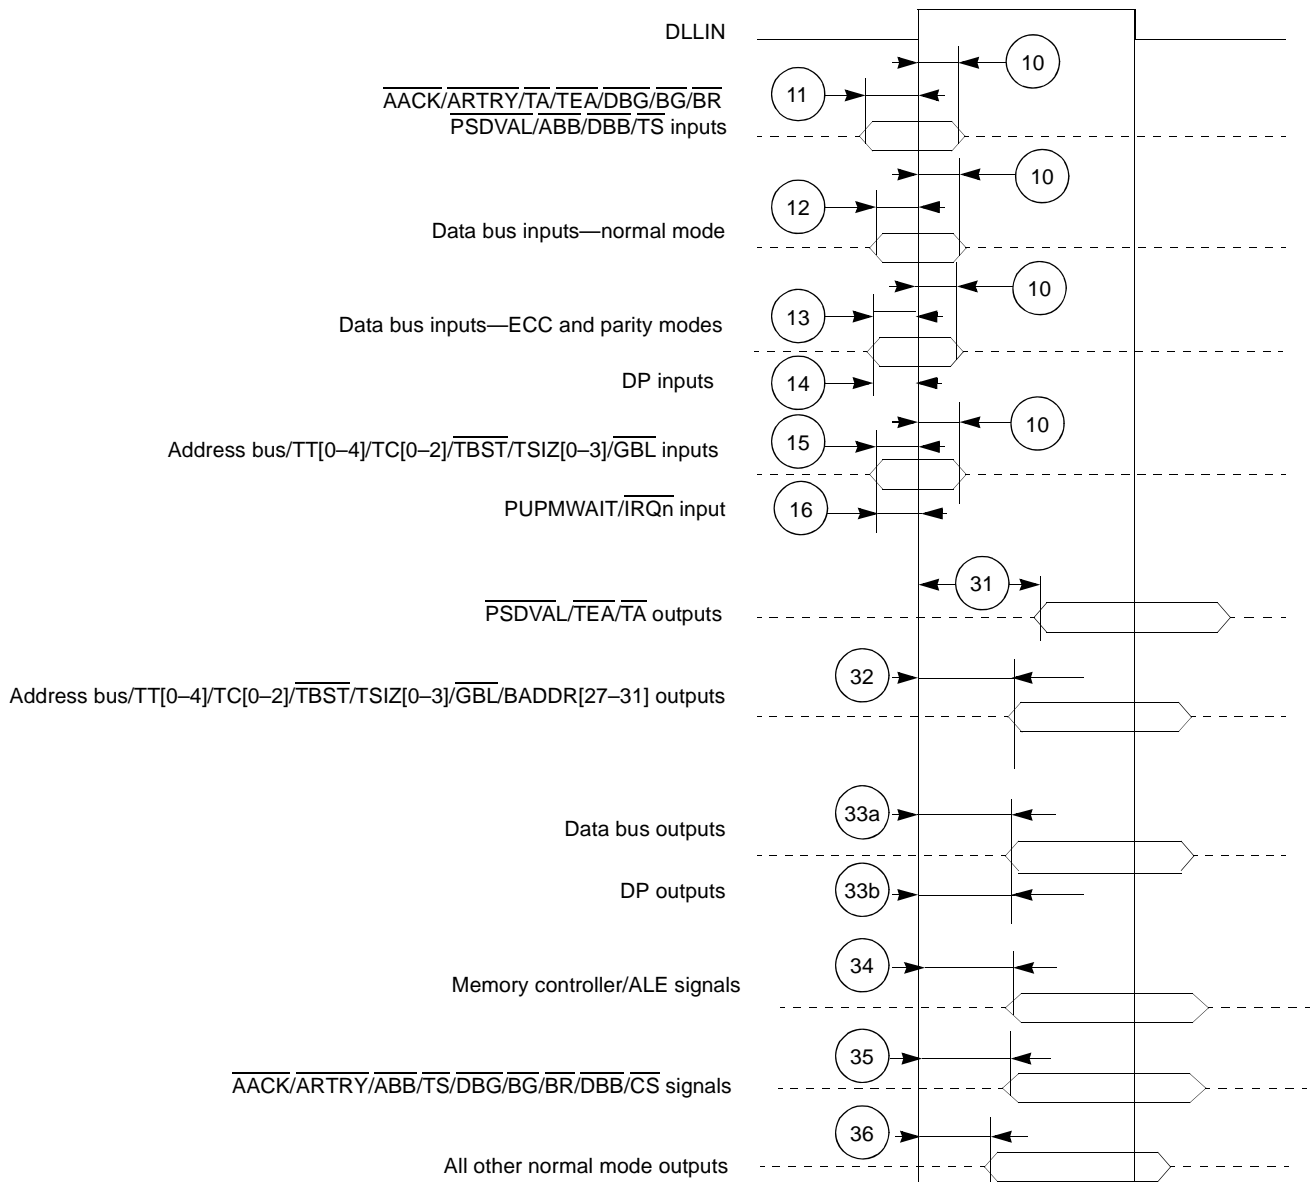 DLLIN
10
11
AACK/ARTRY/TA/TEA/DBG/BG/BR
PSDVAL/ABB/DBB/TS inputs
10
12
Data bus inputs—normal mode
10
13
Data bus inputs—ECC and parity modes
DP inputs
14
10
15
Address bus/TT[0–4]/TC[0–2]/TBST/TSIZ[0–3]/GBL inputs
PUPMWAIT/IRQn input
16
31
PSDVAL/TEA/TA outputs
32
Address bus/TT[0–4]/TC[0–2]/TBST/TSIZ[0–3]/GBL/BADDR[27–31] outputs
33a
Data bus outputs
DP outputs
33b
34
Memory controller/ALE signals
35
AACK/ARTRY/ABB/TS/DBG/BG/BR/DBB/CS signals
36
All other normal mode outputs